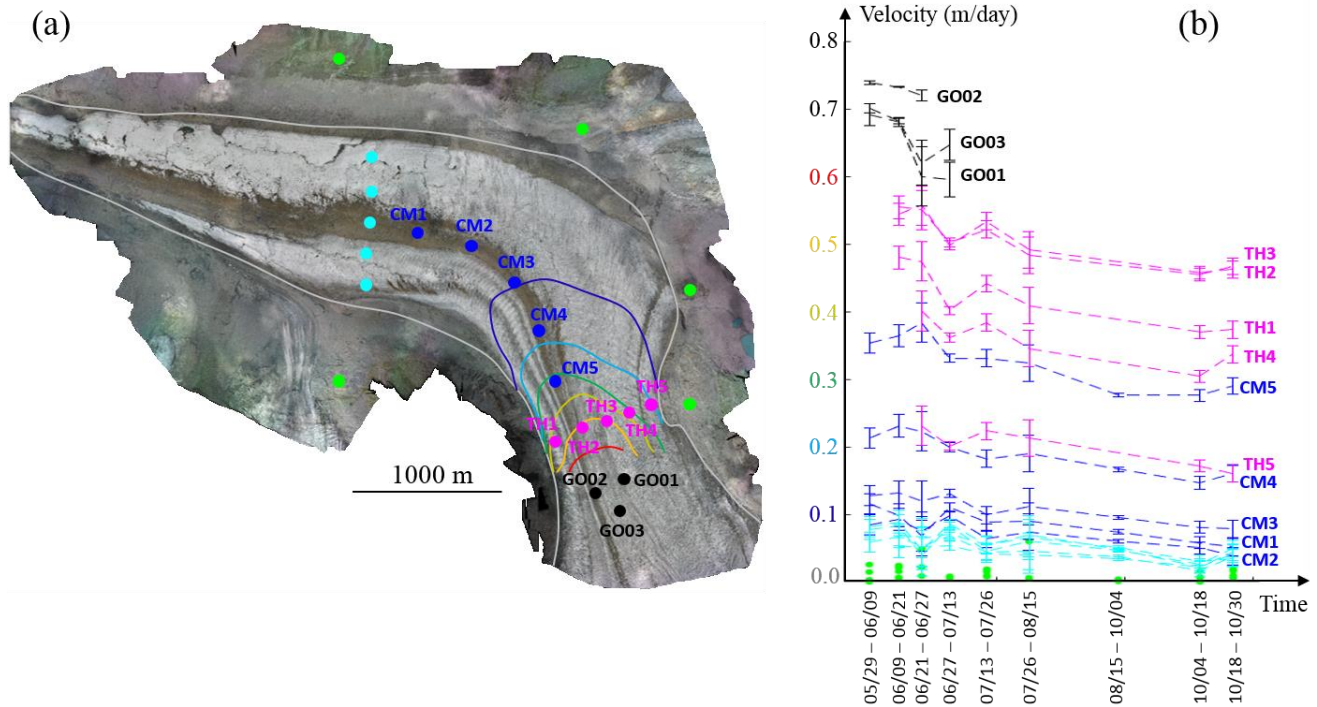 (a)
CM1
CM2
CM3
CM4
CM5
TH5
TH3
TH1
TH4
TH2
1000 m
GO02
GO01
GO03
Velocity (m/day)
(b)
0.8
0.7
0.6
0.5
0.4
0.3
0.2
0.1
0.0
GO02
GO03
GO01
TH3
TH2
TH1
TH4
CM5
TH5
CM4
CM3
CM1
CM2
Time
05/29 – 06/09
06/09 – 06/21
06/21 – 06/27
06/27 – 07/13
07/13 – 07/26
07/26 – 08/15
08/15 – 10/04
10/04 – 10/18
10/18 – 10/30